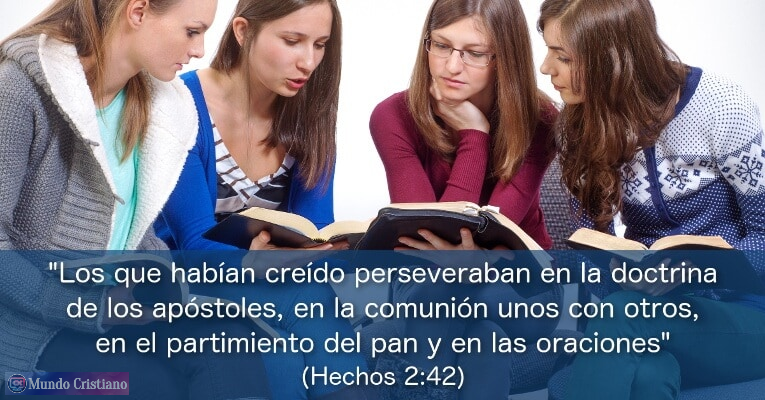 "Los que habían creído perseveraban en la doctrina
de los apóstoles, en la comunión unos con otros,
en el partimiento del pan y en las oraciones"
(Hechos 2:42)
Mundo Cristiano